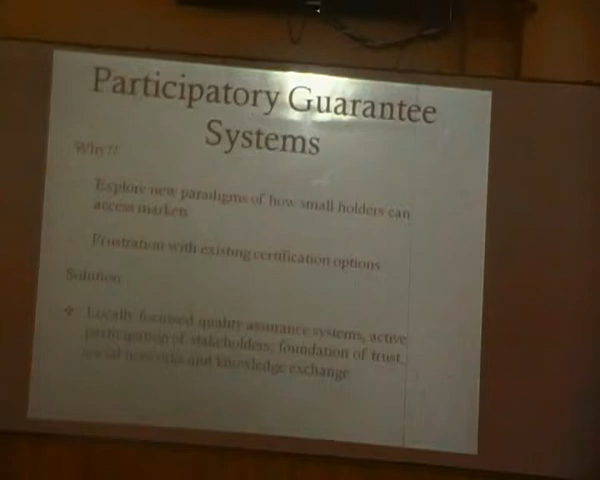 Participatory Guarantee
Systems
Why??
Explore new paradigms of how small holders can
access markets
Frustration with existing certification options
Solution
❖ Locally focussed quality assurance systems, active
participation of stakeholders; foundation of trust,
social networks and knowledge exchange